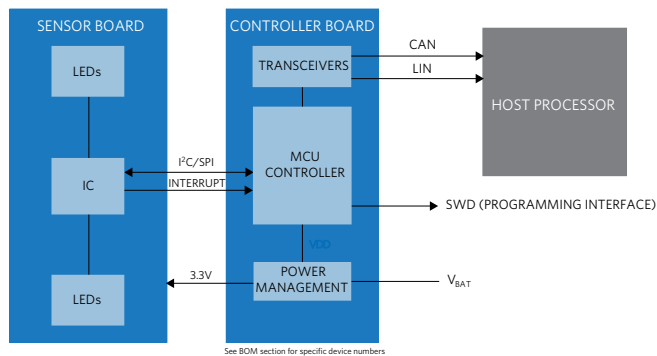 SENSOR BOARD
CONTROLLER BOARD
LEDs
TRANSCEIVERS
CAN
LIN
HOST PROCESSOR
IC
I²C/SPI
INTERRUPT
MCU
CONTROLLER
SWD (PROGRAMMING INTERFACE)
VDD
LEDs
3.3V
POWER
MANAGEMENT
VBAT
See BOM section for specific device numbers